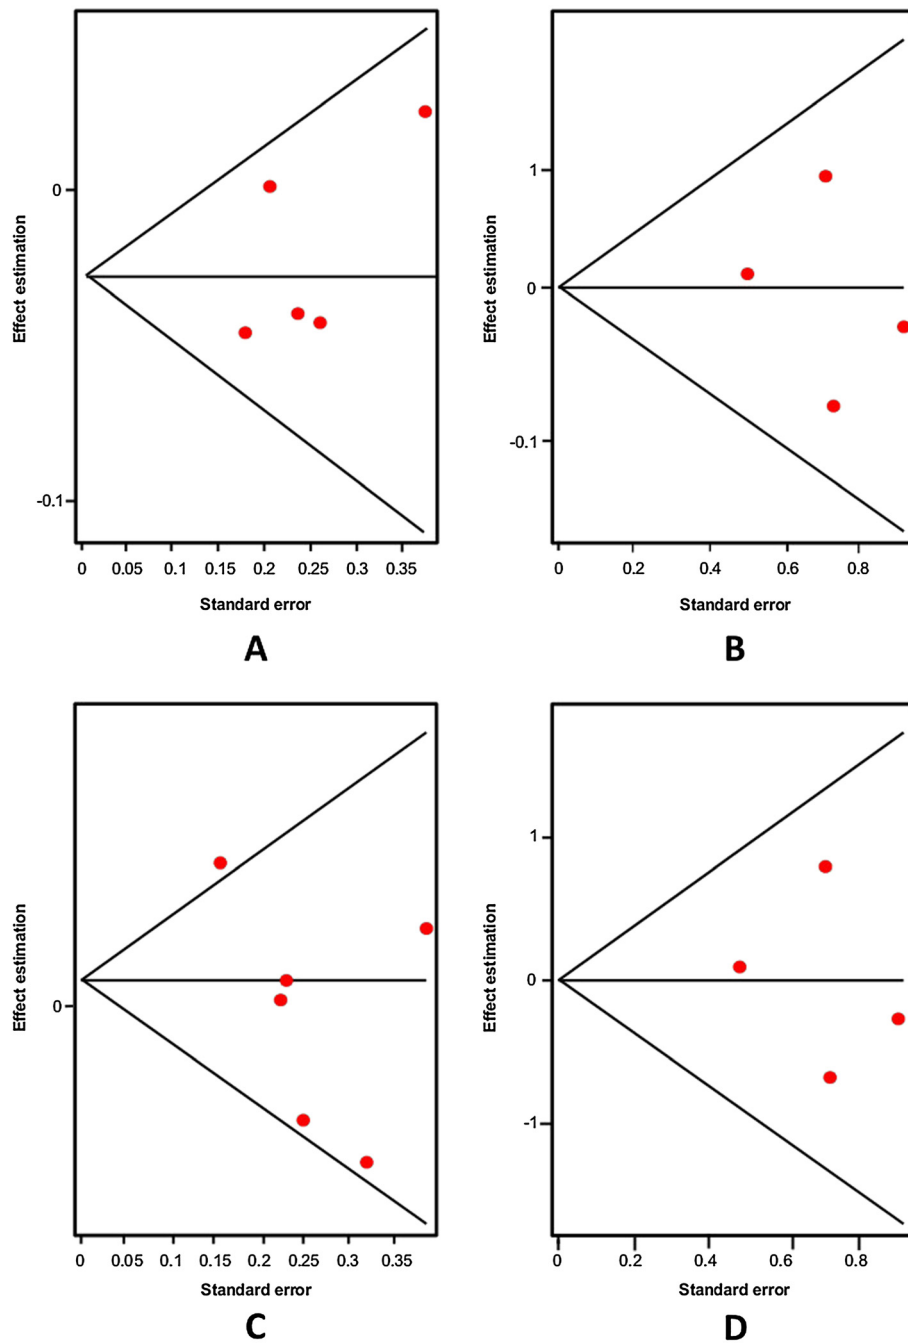 Effect estimation
0
-0.1
0 0.05 0.1 0.15 0.2 0.25 0.3 0.35
Standard error
A
Effect estimation
1
0
-0.1
0 0.2 0.4 0.6 0.8
Standard error
B
Effect estimation
0
0 0.05 0.1 0.15 0.2 0.25 0.3 0.35
Standard error
C
Effect estimation
1
0
-1
0 0.2 0.4 0.6 0.8
Standard error
D